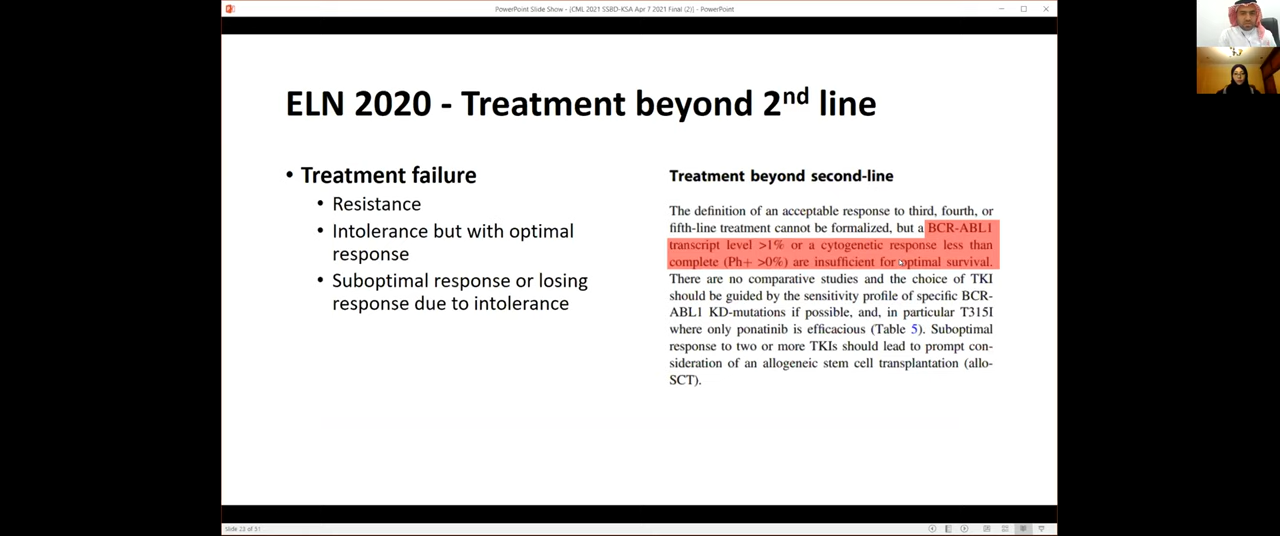 PowerPoint Slide Show - [CML 2021 SSBD-KSA Apr 7 2021 Final (2)] - PowerPoint
ELN 2020 - Treatment beyond 2nd line
• Treatment failure
• Resistance
• Intolerance but with optimal
response
• Suboptimal response or losing
response due to intolerance
Treatment beyond second-line
The definition of an acceptable response to third, fourth, or
fifth-line treatment cannot be formalized, but a BCR-ABL1
transcript level >1% or a cytogenetic response less than
complete (Ph+ >0%) are insufficient for optimal survival.
There are no comparative studies and the choice of TKI
should be guided by the sensitivity profile of specific BCR-
ABL1 KD-mutations if possible, and, in particular T315I
where only ponatinib is efficacious (Table 5). Suboptimal
response to two or more TKIs should lead to prompt con-
sideration of an allogeneic stem cell transplantation (allo-
SCT).
Slide 23 of 51